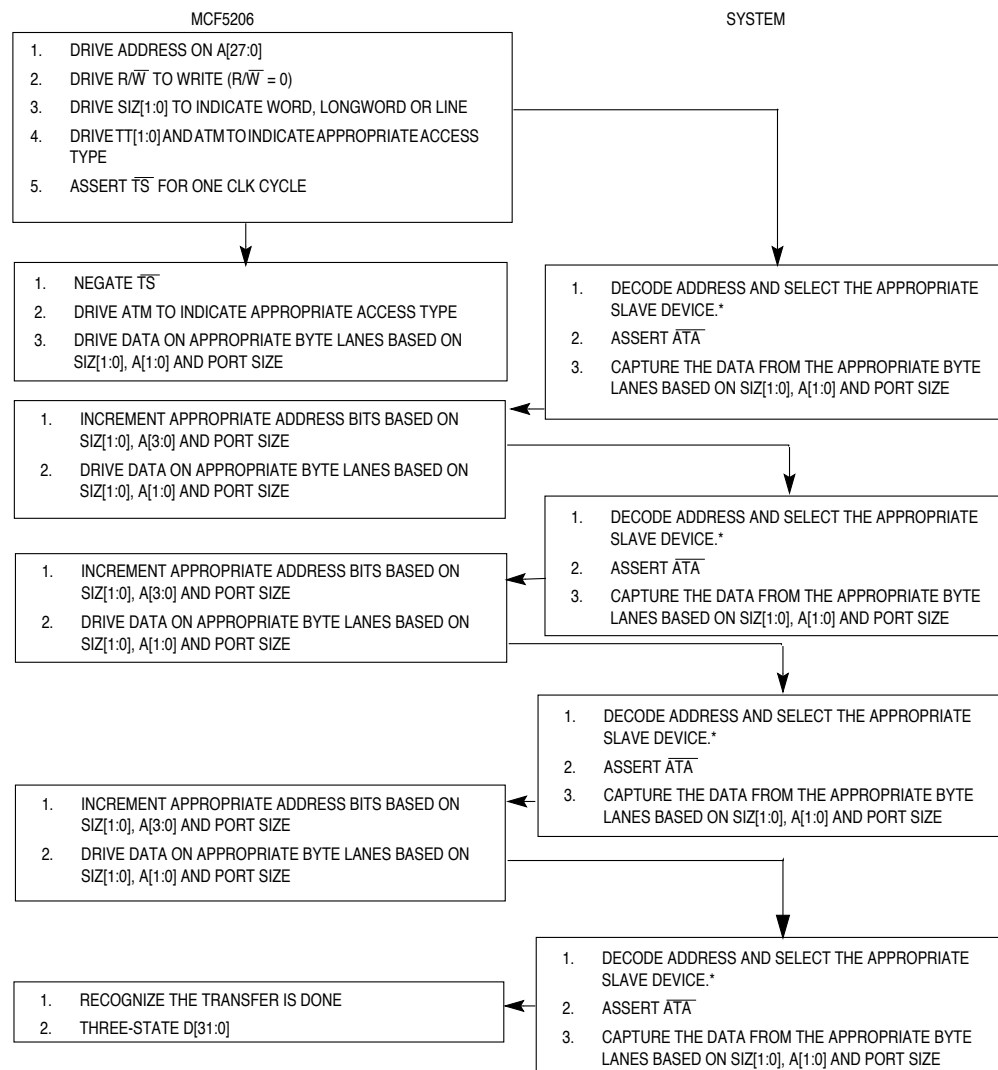 MCF5206
SYSTEM
1. DRIVE ADDRESS ON A[27:0]
2. DRIVE R/W̅ TO WRITE (R/W̅ = 0)
3. DRIVE SIZ[1:0] TO INDICATE WORD, LONGWORD OR LINE
4. DRIVE TT[1:0] AND ATM TO INDICATE APPROPRIATE ACCESS
TYPE
5. ASSERT T̅S̅ FOR ONE CLK CYCLE
1. NEGATE T̅S̅
2. DRIVE ATM TO INDICATE APPROPRIATE ACCESS TYPE
3. DRIVE DATA ON APPROPRIATE BYTE LANES BASED ON
SIZ[1:0], A[1:0] AND PORT SIZE
1. DECODE ADDRESS AND SELECT THE APPROPRIATE
SLAVE DEVICE.*
2. ASSERT A̅T̅A̅
3. CAPTURE THE DATA FROM THE APPROPRIATE BYTE
LANES BASED ON SIZ[1:0], A[1:0] AND PORT SIZE
1. INCREMENT APPROPRIATE ADDRESS BITS BASED ON
SIZ[1:0], A[3:0] AND PORT SIZE
2. DRIVE DATA ON APPROPRIATE BYTE LANES BASED ON
SIZ[1:0], A[1:0] AND PORT SIZE
1. DECODE ADDRESS AND SELECT THE APPROPRIATE
SLAVE DEVICE.*
2. ASSERT A̅T̅A̅
3. CAPTURE THE DATA FROM THE APPROPRIATE BYTE
LANES BASED ON SIZ[1:0], A[1:0] AND PORT SIZE
1. INCREMENT APPROPRIATE ADDRESS BITS BASED ON
SIZ[1:0], A[3:0] AND PORT SIZE
2. DRIVE DATA ON APPROPRIATE BYTE LANES BASED ON
SIZ[1:0], A[1:0] AND PORT SIZE
1. DECODE ADDRESS AND SELECT THE APPROPRIATE
SLAVE DEVICE.*
2. ASSERT A̅T̅A̅
3. CAPTURE THE DATA FROM THE APPROPRIATE BYTE
LANES BASED ON SIZ[1:0], A[1:0] AND PORT SIZE
1. INCREMENT APPROPRIATE ADDRESS BITS BASED ON
SIZ[1:0], A[3:0] AND PORT SIZE
2. DRIVE DATA ON APPROPRIATE BYTE LANES BASED ON
SIZ[1:0], A[1:0] AND PORT SIZE
1. DECODE ADDRESS AND SELECT THE APPROPRIATE
SLAVE DEVICE.*
2. ASSERT A̅T̅A̅
3. CAPTURE THE DATA FROM THE APPROPRIATE BYTE
LANES BASED ON SIZ[1:0], A[1:0] AND PORT SIZE
1. RECOGNIZE THE TRANSFER IS DONE
2. THREE-STATE D[31:0]